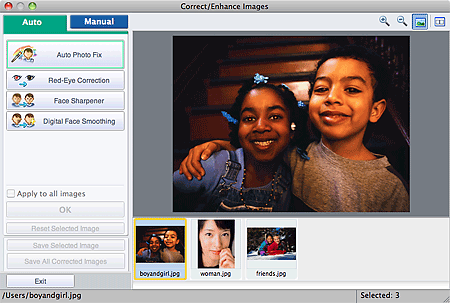 Correct/Enhance Images
Auto
Manual
Auto Photo Fix
Red-Eye Correction
Face Sharpener
Digital Face Smoothing
Apply to all images
OK
Reset Selected Image
Save Selected Image
Save All Corrected Images
Exit
boyandgirl.jpg
woman.jpg
friends.jpg
/Users/boyandgirl.jpg
Selected: 3